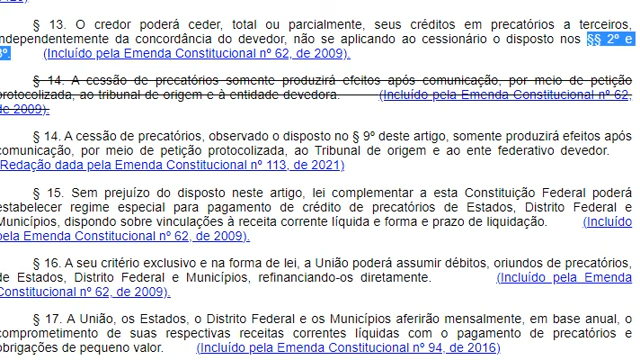 § 13. O credor poderá ceder, total ou parcialmente, seus créditos em precatórios a terceiros,
independentemente da concordância do devedor, não se aplicando ao cessionário o disposto nos §§ 2º e
3º. (Incluído pela Emenda Constitucional nº 62, de 2009).
§ 14. A cessão de precatórios somente produzirá efeitos após comunicação, por meio de petição
protocolizada, ao tribunal de origem e à entidade devedora. (Incluído pela Emenda Constitucional nº 62,
de 2009).
§ 14. A cessão de precatórios, observado o disposto no § 9º deste artigo, somente produzirá efeitos após
comunicação, por meio de petição protocolizada, ao Tribunal de origem e ao ente federativo devedor.
(Redação dada pela Emenda Constitucional nº 113, de 2021)
§ 15. Sem prejuízo do disposto neste artigo, lei complementar a esta Constituição Federal poderá
estabelecer regime especial para pagamento de crédito de precatórios de Estados, Distrito Federal e
Municípios, dispondo sobre vinculações à receita corrente líquida e forma e prazo de liquidação. (Incluído
pela Emenda Constitucional nº 62, de 2009).
§ 16. A seu critério exclusivo e na forma de lei, a União poderá assumir débitos, oriundos de precatórios,
de Estados, Distrito Federal e Municípios, refinanciando-os diretamente. (Incluído pela Emenda
Constitucional nº 62, de 2009).
§ 17. A União, os Estados, o Distrito Federal e os Municípios aferirão mensalmente, em base anual, o
comprometimento de suas respectivas receitas correntes líquidas com o pagamento de precatórios e
obrigações de pequeno valor. (Incluído pela Emenda Constitucional nº 94, de 2016)